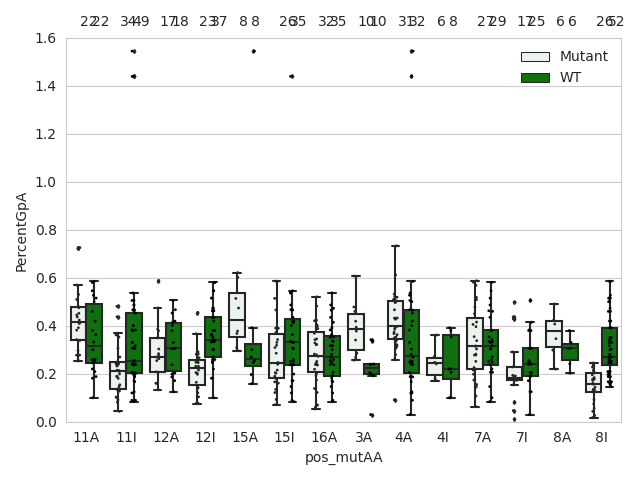 22 22 34 49 17 18 23 37 8 8 26 35 32 35 10 10 31 32 6 8 27 29 17 25 6 6 26 52
1.6
Mutant
WT
1.4
1.2
1.0
0.8
0.6
0.4
0.2
0.0
PercentGpA
11A 11I 12A 12I 15A 15I 16A 3A 4A 4I 7A 7I 8A 8I
pos_mutAA